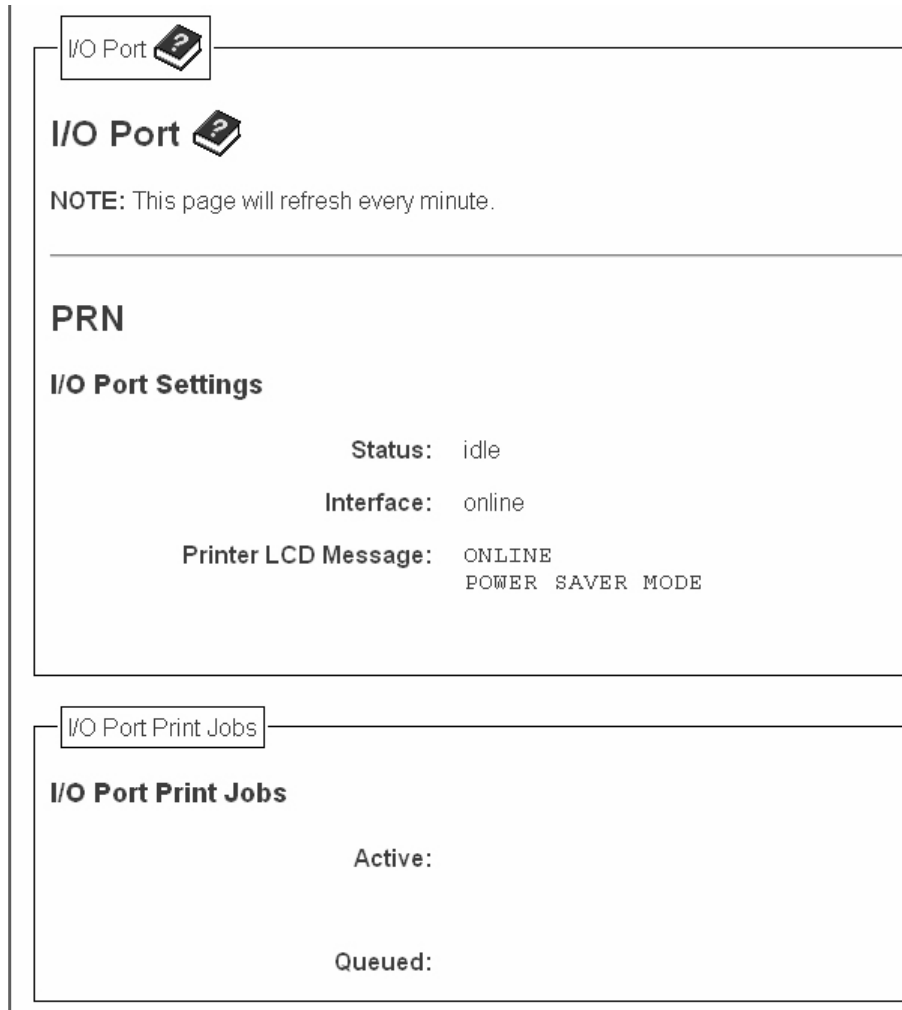 I/O Port
I/O Port
NOTE: This page will refresh every minute.
PRN
I/O Port Settings
Status: idle
Interface: online
Printer LCD Message: ONLINE
POWER SAVER MODE
I/O Port Print Jobs
I/O Port Print Jobs
Active:
Queued: